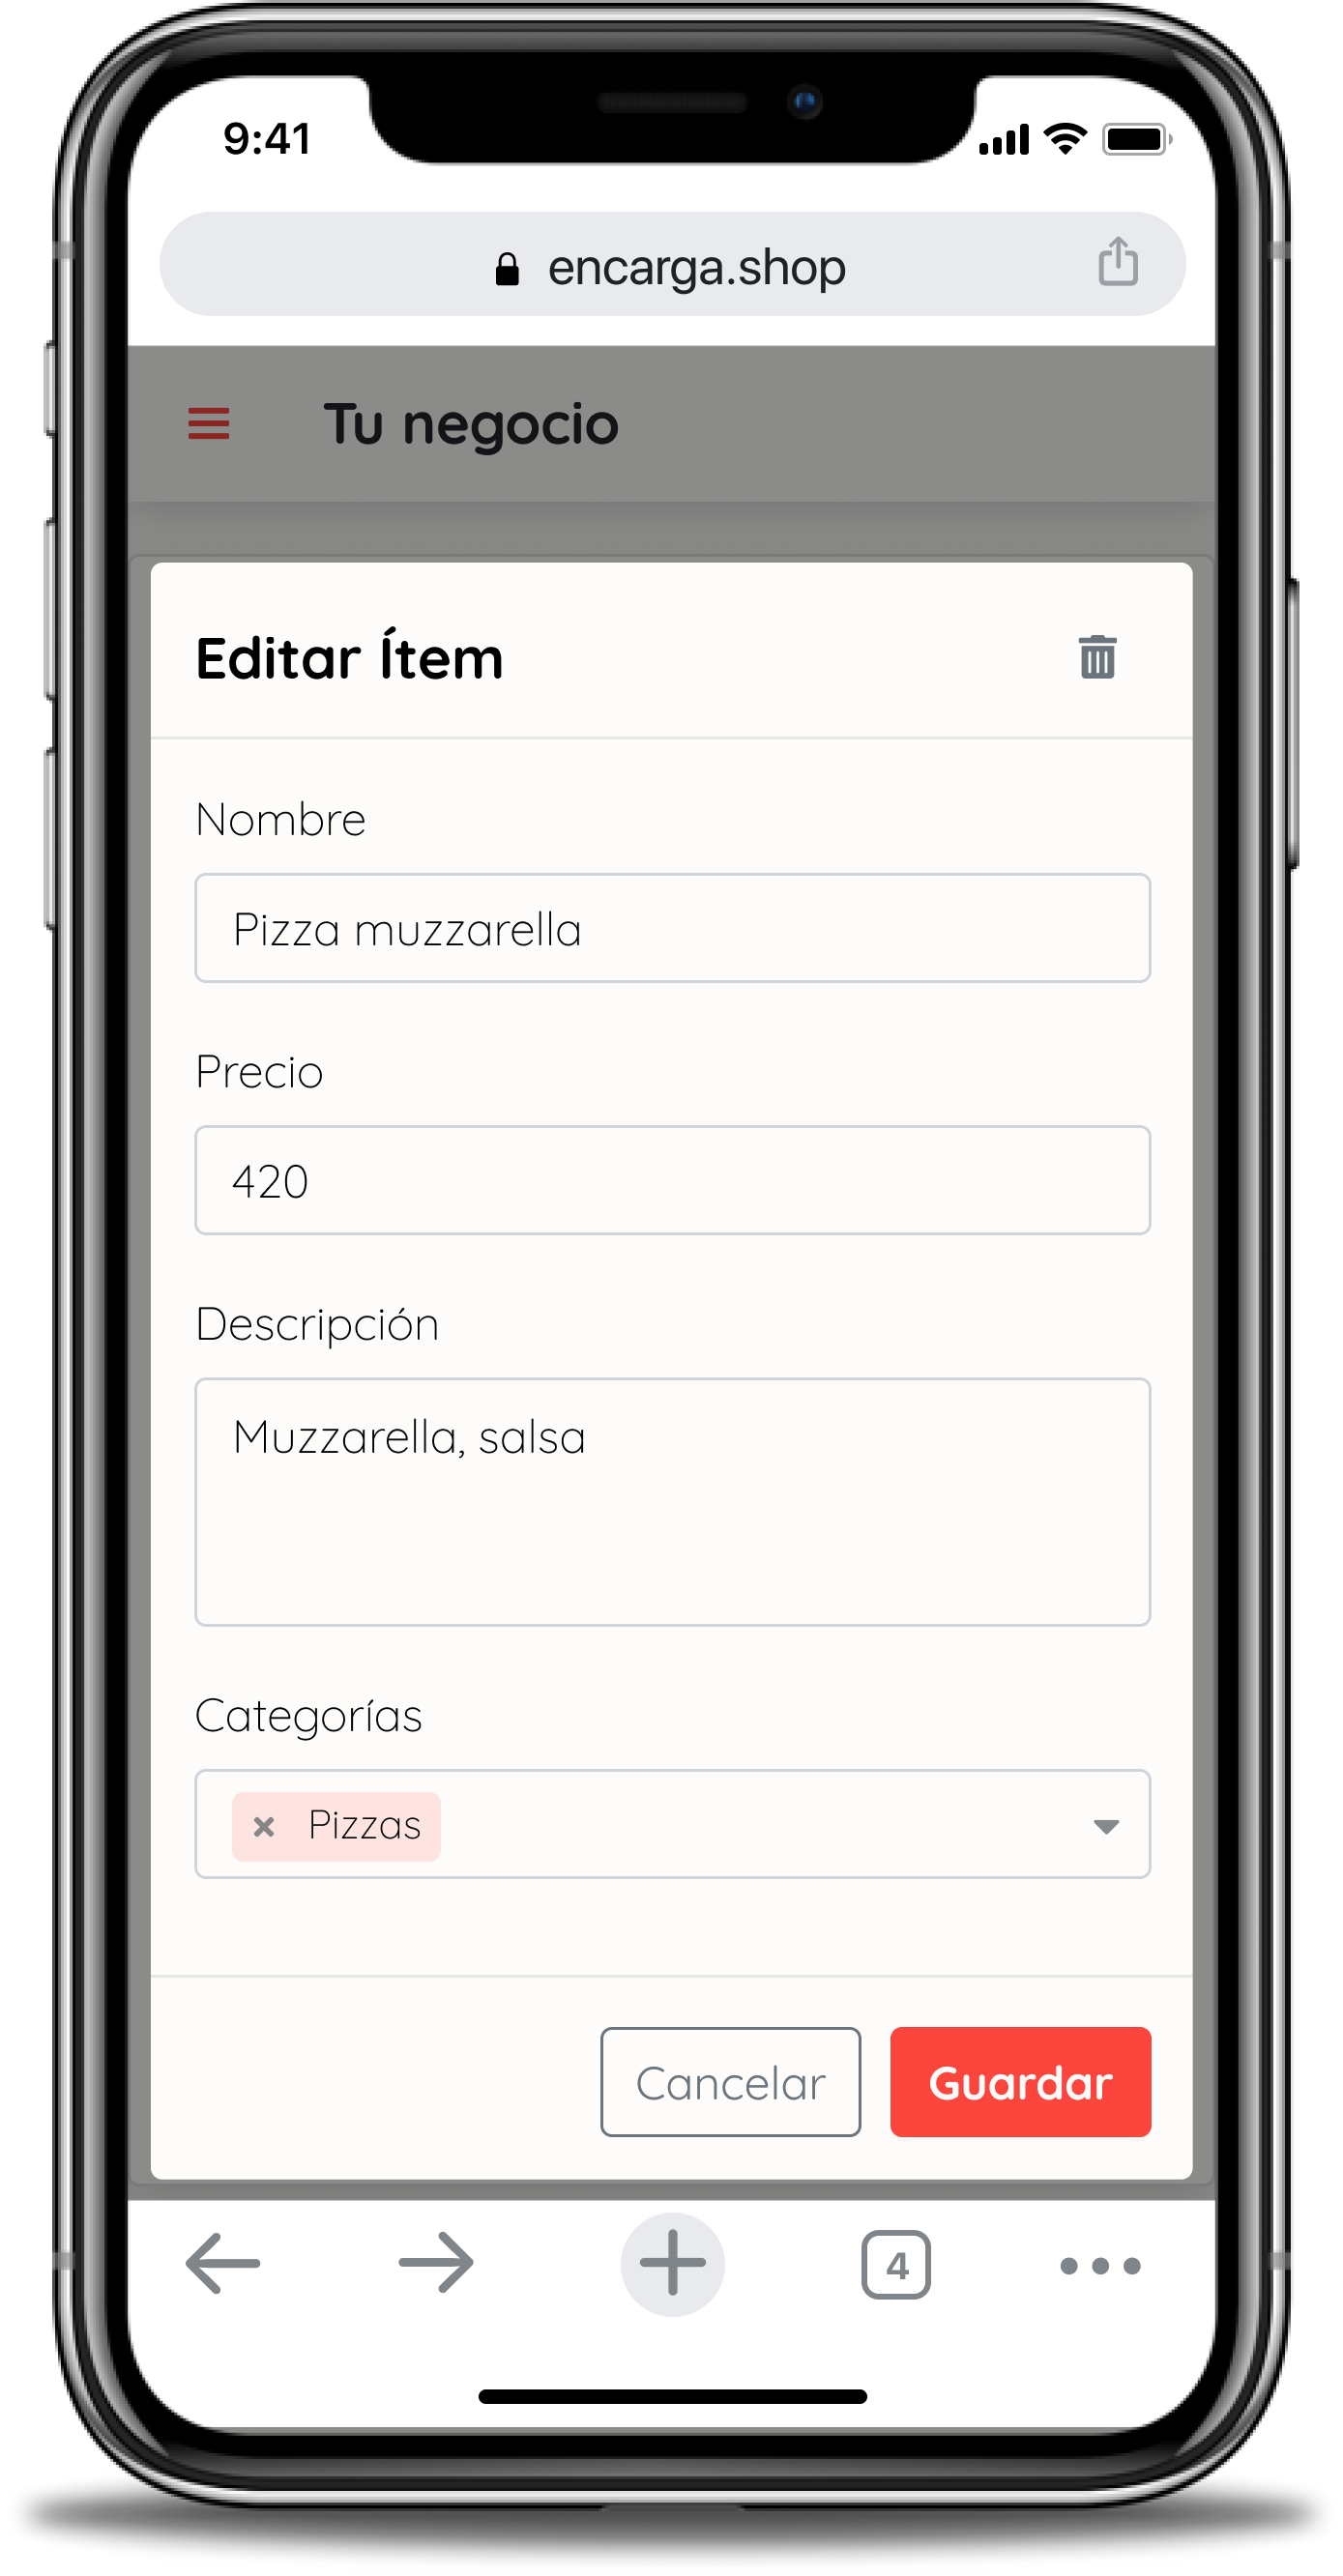 9:41
encarga.shop
Tu negocio
Editar Ítem
Nombre
Pizza muzzarella
Precio
420
Descripción
Muzzarella, salsa
Categorías
× Pizzas
Cancelar
Guardar
4